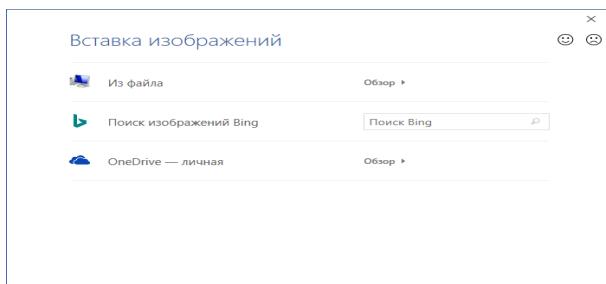 Вставка изображений
Из файла
Обзор
Поиск изображений Bing
Поиск Bing
OneDrive — личная
Обзор